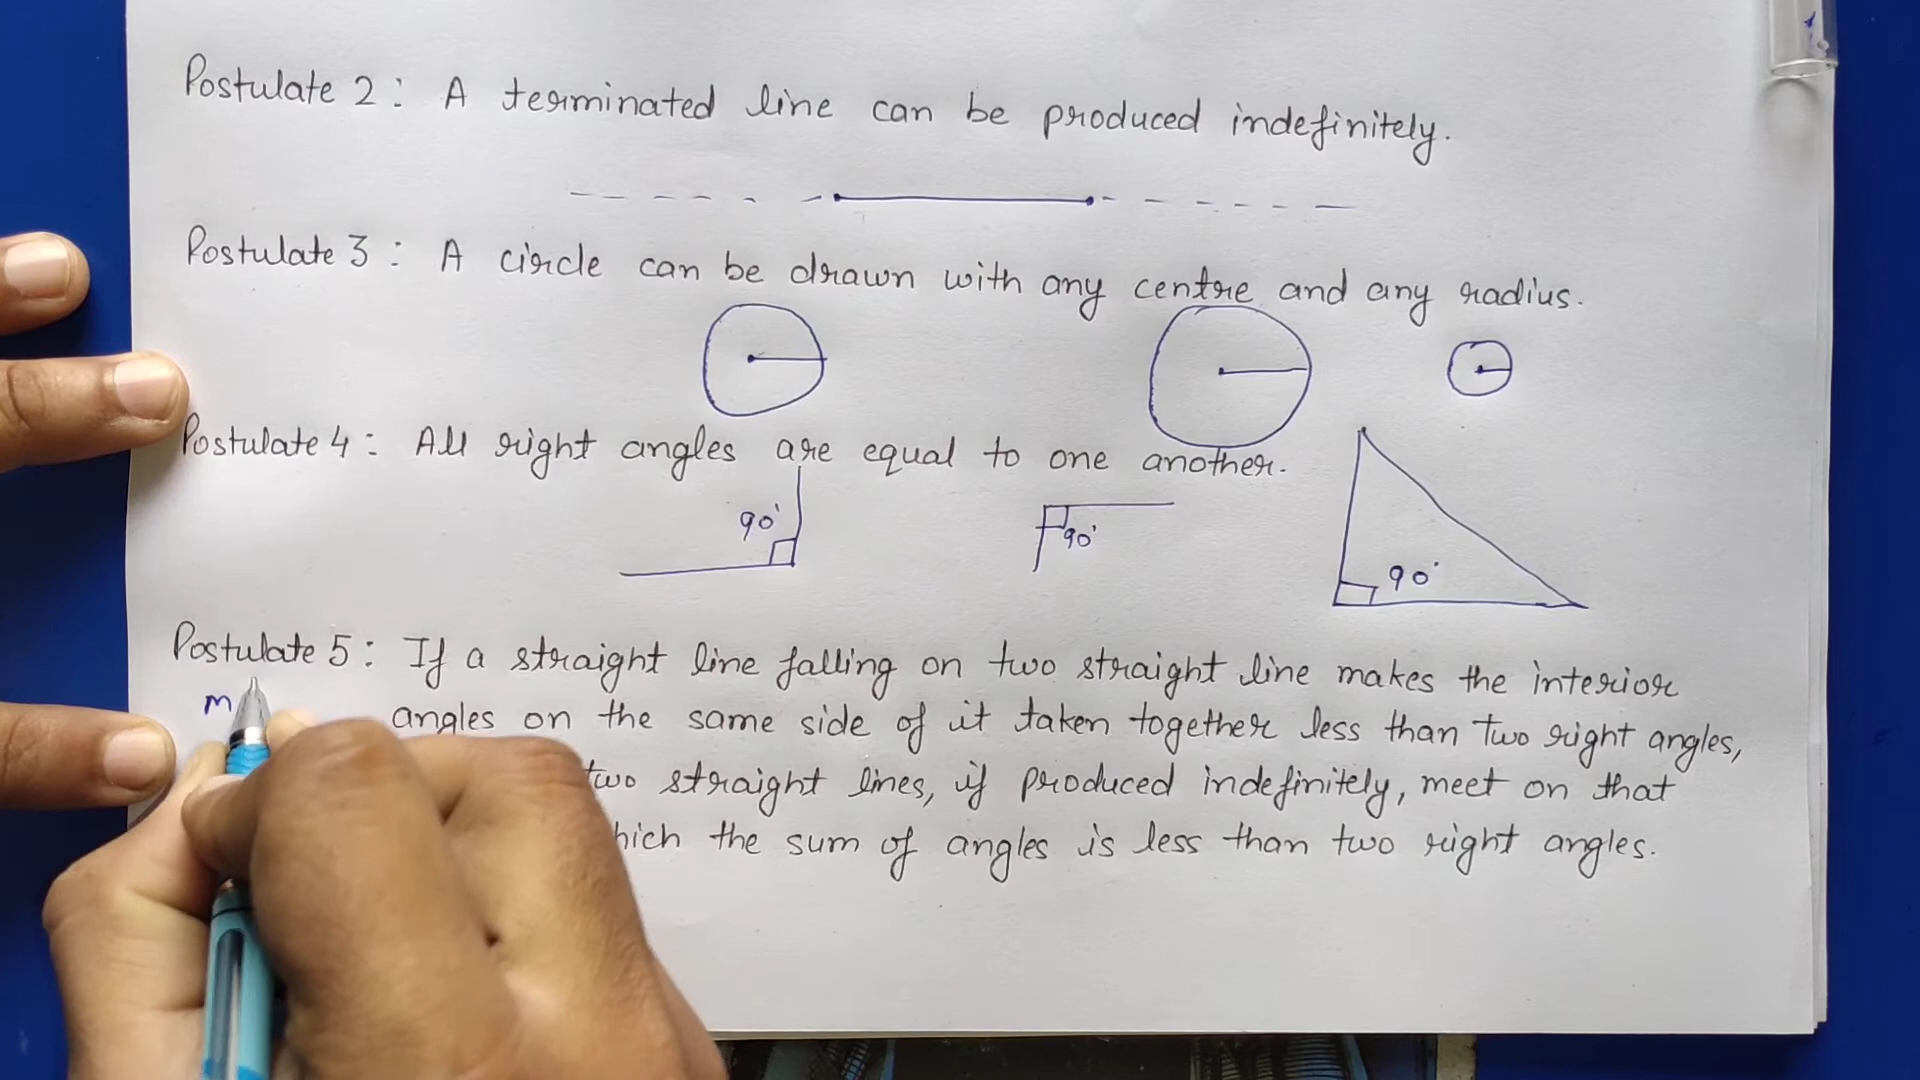 Postulate 2 : A terminated line can be produced indefinitely.
Postulate 3 : A circle can be drawn with any centre and any radius.
Postulate 4 : All right angles are equal to one another.
90°
90°
90°
Postulate 5 : If a straight line falling on two straight line makes the interior
m
angles on the same side of it taken together less than two right angles,
two straight lines, if produced indefinitely, meet on that
the sum of angles is less than two right angles.